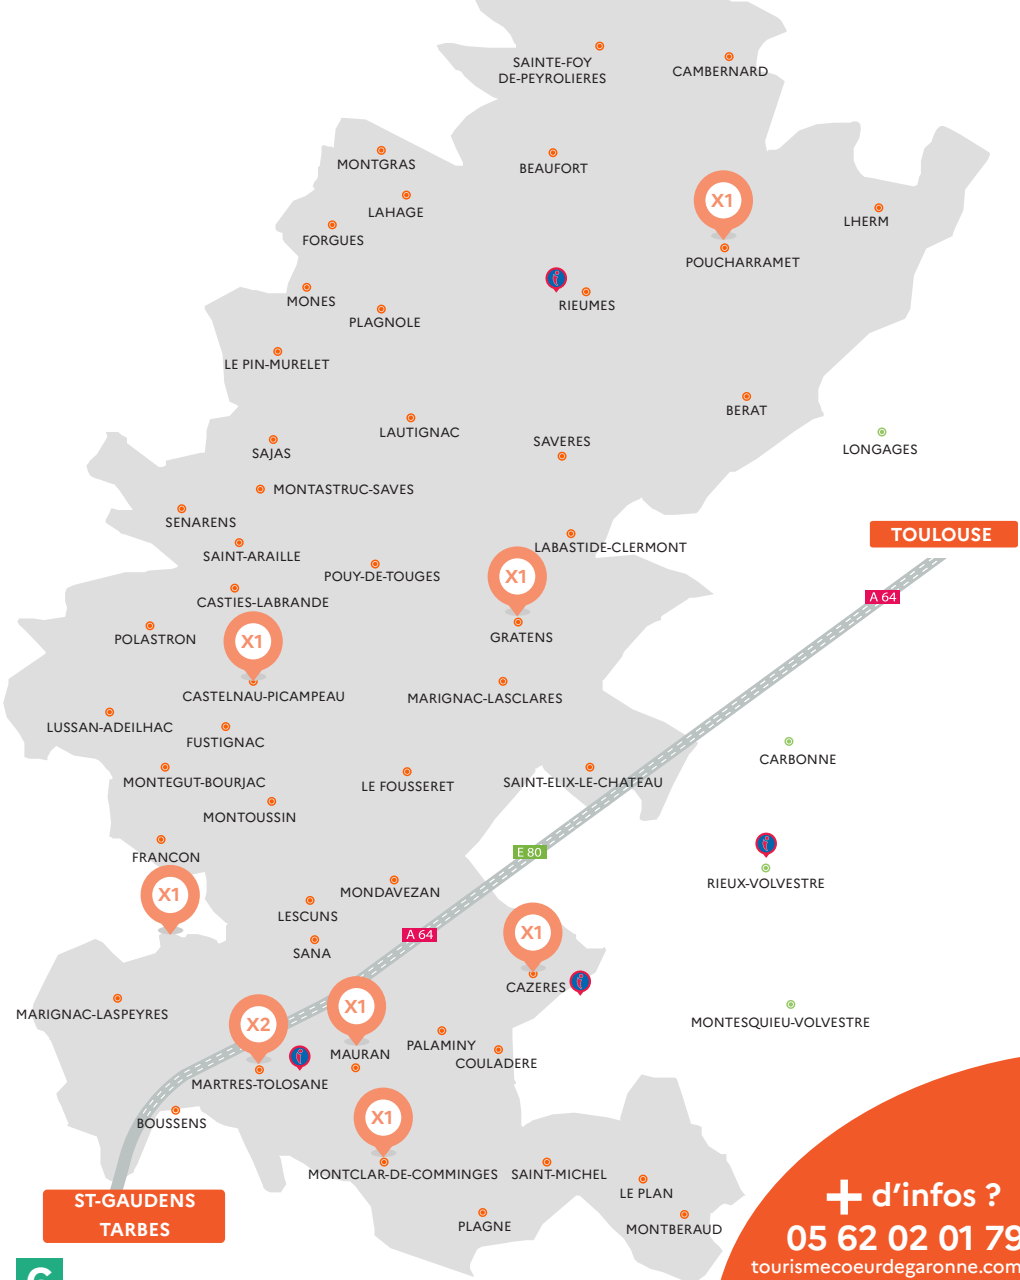 SAINTE-FOY
DE-PEYROLIERES
CAMBERNARD
MONTGRAS
BEAUFORT
X1
LAHAGE
LHERM
FORGUES
POUCHARRAMET
MONES
RIEUMES
PLAGNOLE
LE PIN-MURELET
BERAT
LAUTIGNAC
SAVERES
LONGAGES
SAJAS
MONTASTRUC-SAVES
SENARENS
TOULOUSE
LABASTIDE-CLERMONT
SAINT-ARAILLE
POUY-DE-TOUGES
X1
A 64
CASTIES-LABRANDE
POLASTRON
X1
GRATENS
CASTELNAU-PICAMPEAU
MARIGNAC-LASCLARES
LUSSAN-ADEILHAC
FUSTIGNAC
CARBONNE
MONTEGUT-BOURJAC
LE FOUSSERET
SAINT-ELIX-LE-CHATEAU
MONTOUSSIN
E 80
FRANCON
RIEUX-VOLVESTRE
X1
MONDAVEZAN
LESCUNS
A 64
X1
SANA
CAZERES
MARIGNAC-LASPEYRES
X1
MONTESQUIEU-VOLVESTRE
X2
PALAMINY
MAURAN
COULADERE
MARTRES-TOLOSANE
X1
BOUSSENS
MONTCLAR-DE-COMMINGES
SAINT-MICHEL
LE PLAN
ST-GAUDENS
TARBES
PLAGNE
MONTBERAUD
+ d'infos ?
05 62 02 01 79
tourismecoeurdegaronne.com